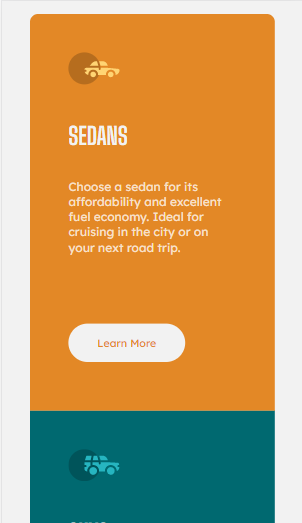 SEDANS
Choose a sedan for its
affordability and excellent
fuel economy. Ideal for
cruising in the city or on
your next road trip.
Learn More